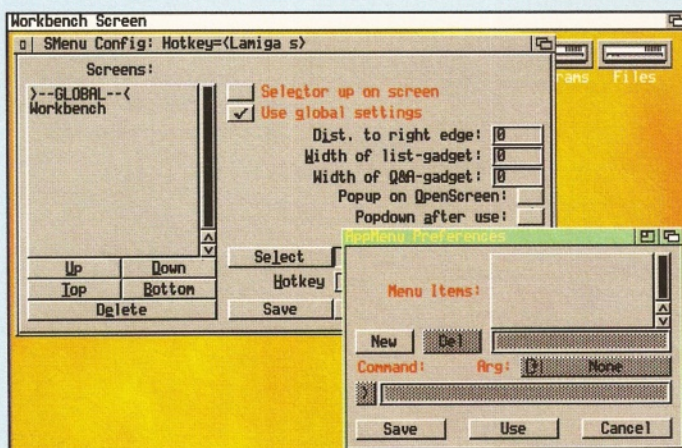 Workbench Screen
SMenu Config: Hotkey=<Lamiga s>
Screens:
>--GLOBAL--<
Workbench
Up
Down
Top
Bottom
Delete
Selector up on screen
Use global settings
Dist. to right edge: 0
Width of list-gadget: 0
Width of Q&A-gadget: 0
Popup on OpenScreen:
Popdown after use:
Select
Hotkey
Save
Files
AppMenu Preferences
Menu Items:
New
Del
Command:
Arg:
None
Save
Use
Cancel